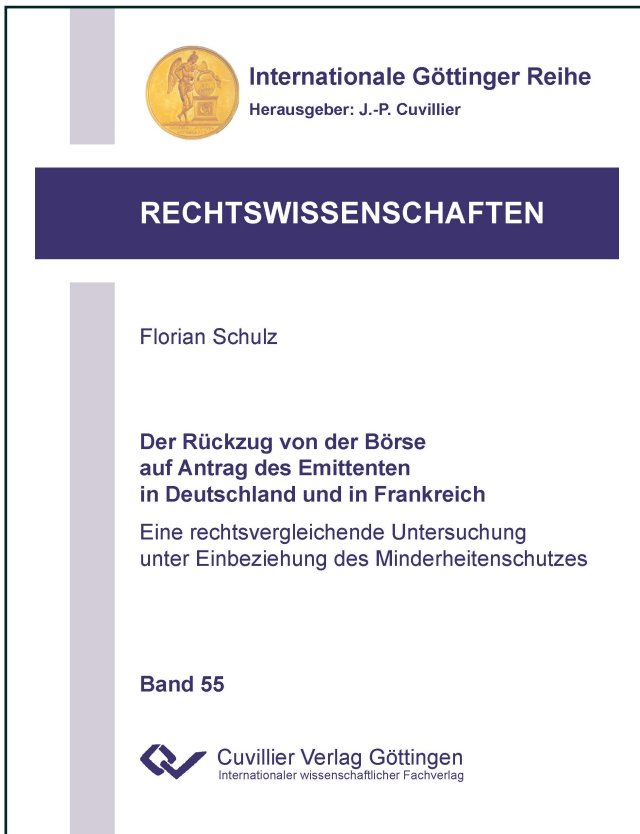 Internationale Göttinger Reihe
Herausgeber: J.-P. Cuvillier
RECHTSWISSENSCHAFTEN
Florian Schulz
Der Rückzug von der Börse
auf Antrag des Emittenten
in Deutschland und in Frankreich
Eine rechtsvergleichende Untersuchung
unter Einbeziehung des Minderheitenschutzes
Band 55
Cuvillier Verlag Göttingen
Internationaler wissenschaftlicher Fachverlag